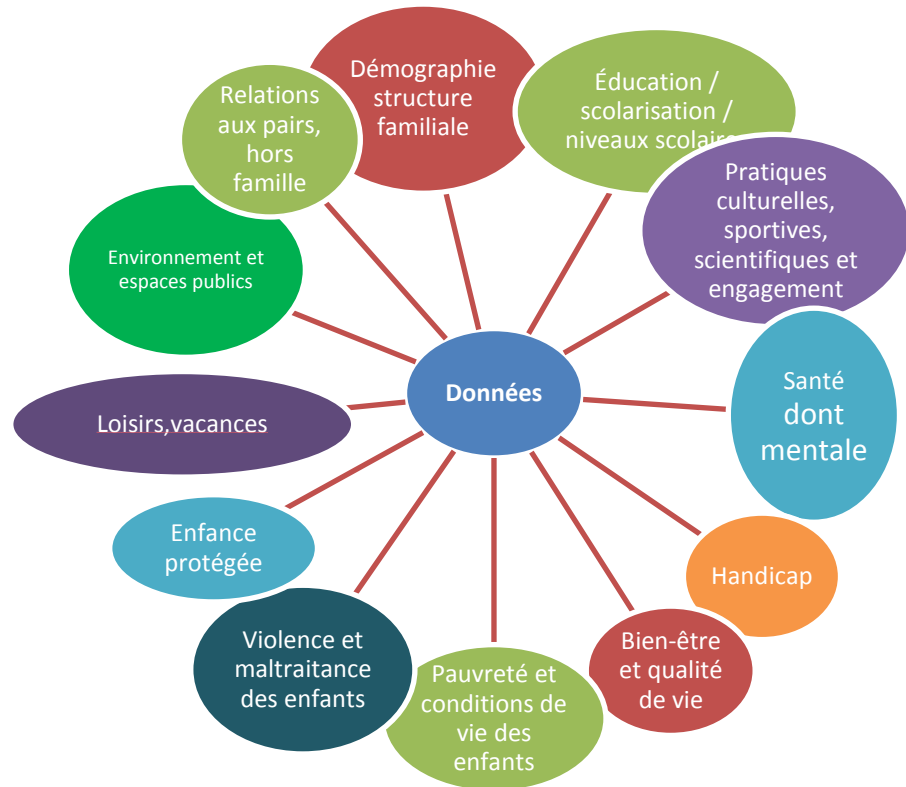 Démographie
structure
familiale
Éducation /
scolarisation /
niveaux scolaire
Pratiques
culturelles,
sportives,
scientifiques et
engagement
Santé
dont
mentale
Handicap
Bien-être
et qualité
de vie
Pauvreté et
conditions de
vie des
enfants
Violence et
maltraitance
des enfants
Enfance
protégée
Loisirs,vacances
Environnement et
espaces publics
Relations
aux pairs,
hors
famille
Données